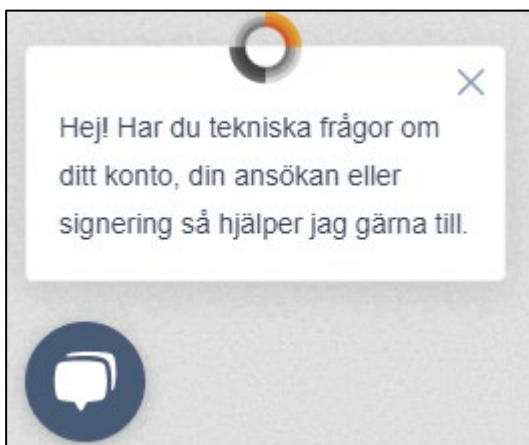 Hej! Har du tekniska frågor om
ditt konto, din ansökan eller
signering så hjälper jag gärna till.